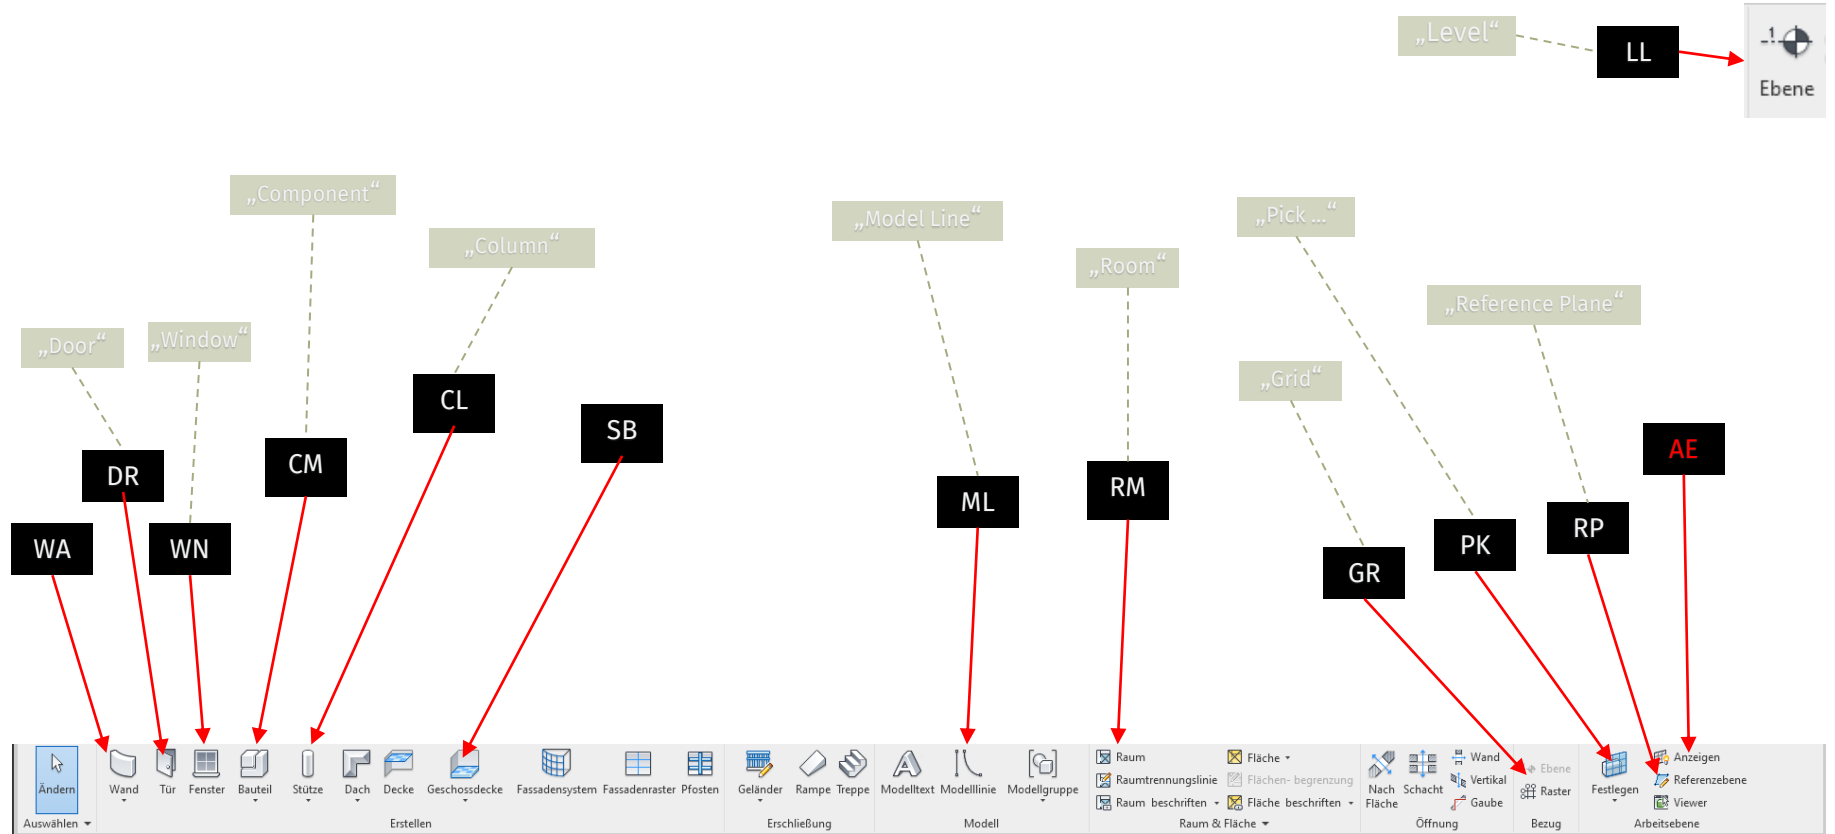 „Level“
LL
Ebene
„Component“
„Column“
„Model Line“
„Pick ...“
„Room“
„Reference Plane“
„Door“
„Window“
„Grid“
CL
SB
AE
DR
CM
ML
RM
RP
WA
WN
PK
GR
Ändern
Auswählen
Wand
Tür
Fenster
Bauteil
Stütze
Dach
Decke
Geschossdecke
Fassadensystem
Fassadenraster
Pfosten
Erstellen
Geländer
Rampe
Treppe
Erschließung
Modelltext
Modelllinie
Modellgruppe
Modell
Raum
Raumtrennungslinie
Raum beschriften
Fläche
Flächen- begrenzung
Fläche beschriften
Raum & Fläche
Nach
Fläche
Schacht
Wand
Vertikal
Gaube
Öffnung
Ebene
Raster
Bezug
Festlegen
Anzeigen
Referenzebene
Viewer
Arbeitsebene